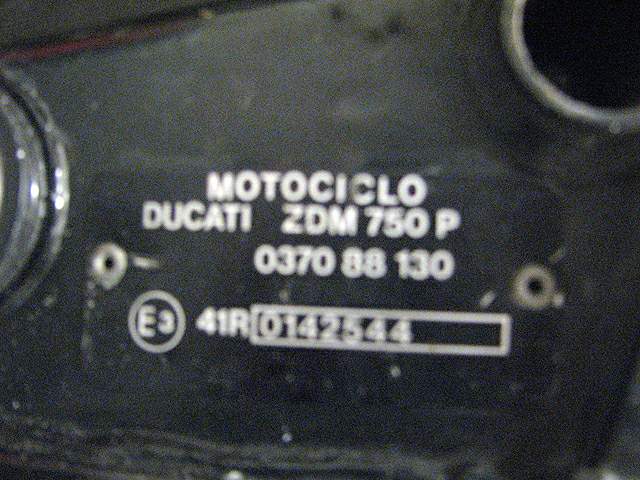 MOTOCICLO
DUCATI ZDM 750 P
0370 88 130
E3 41R 0142544